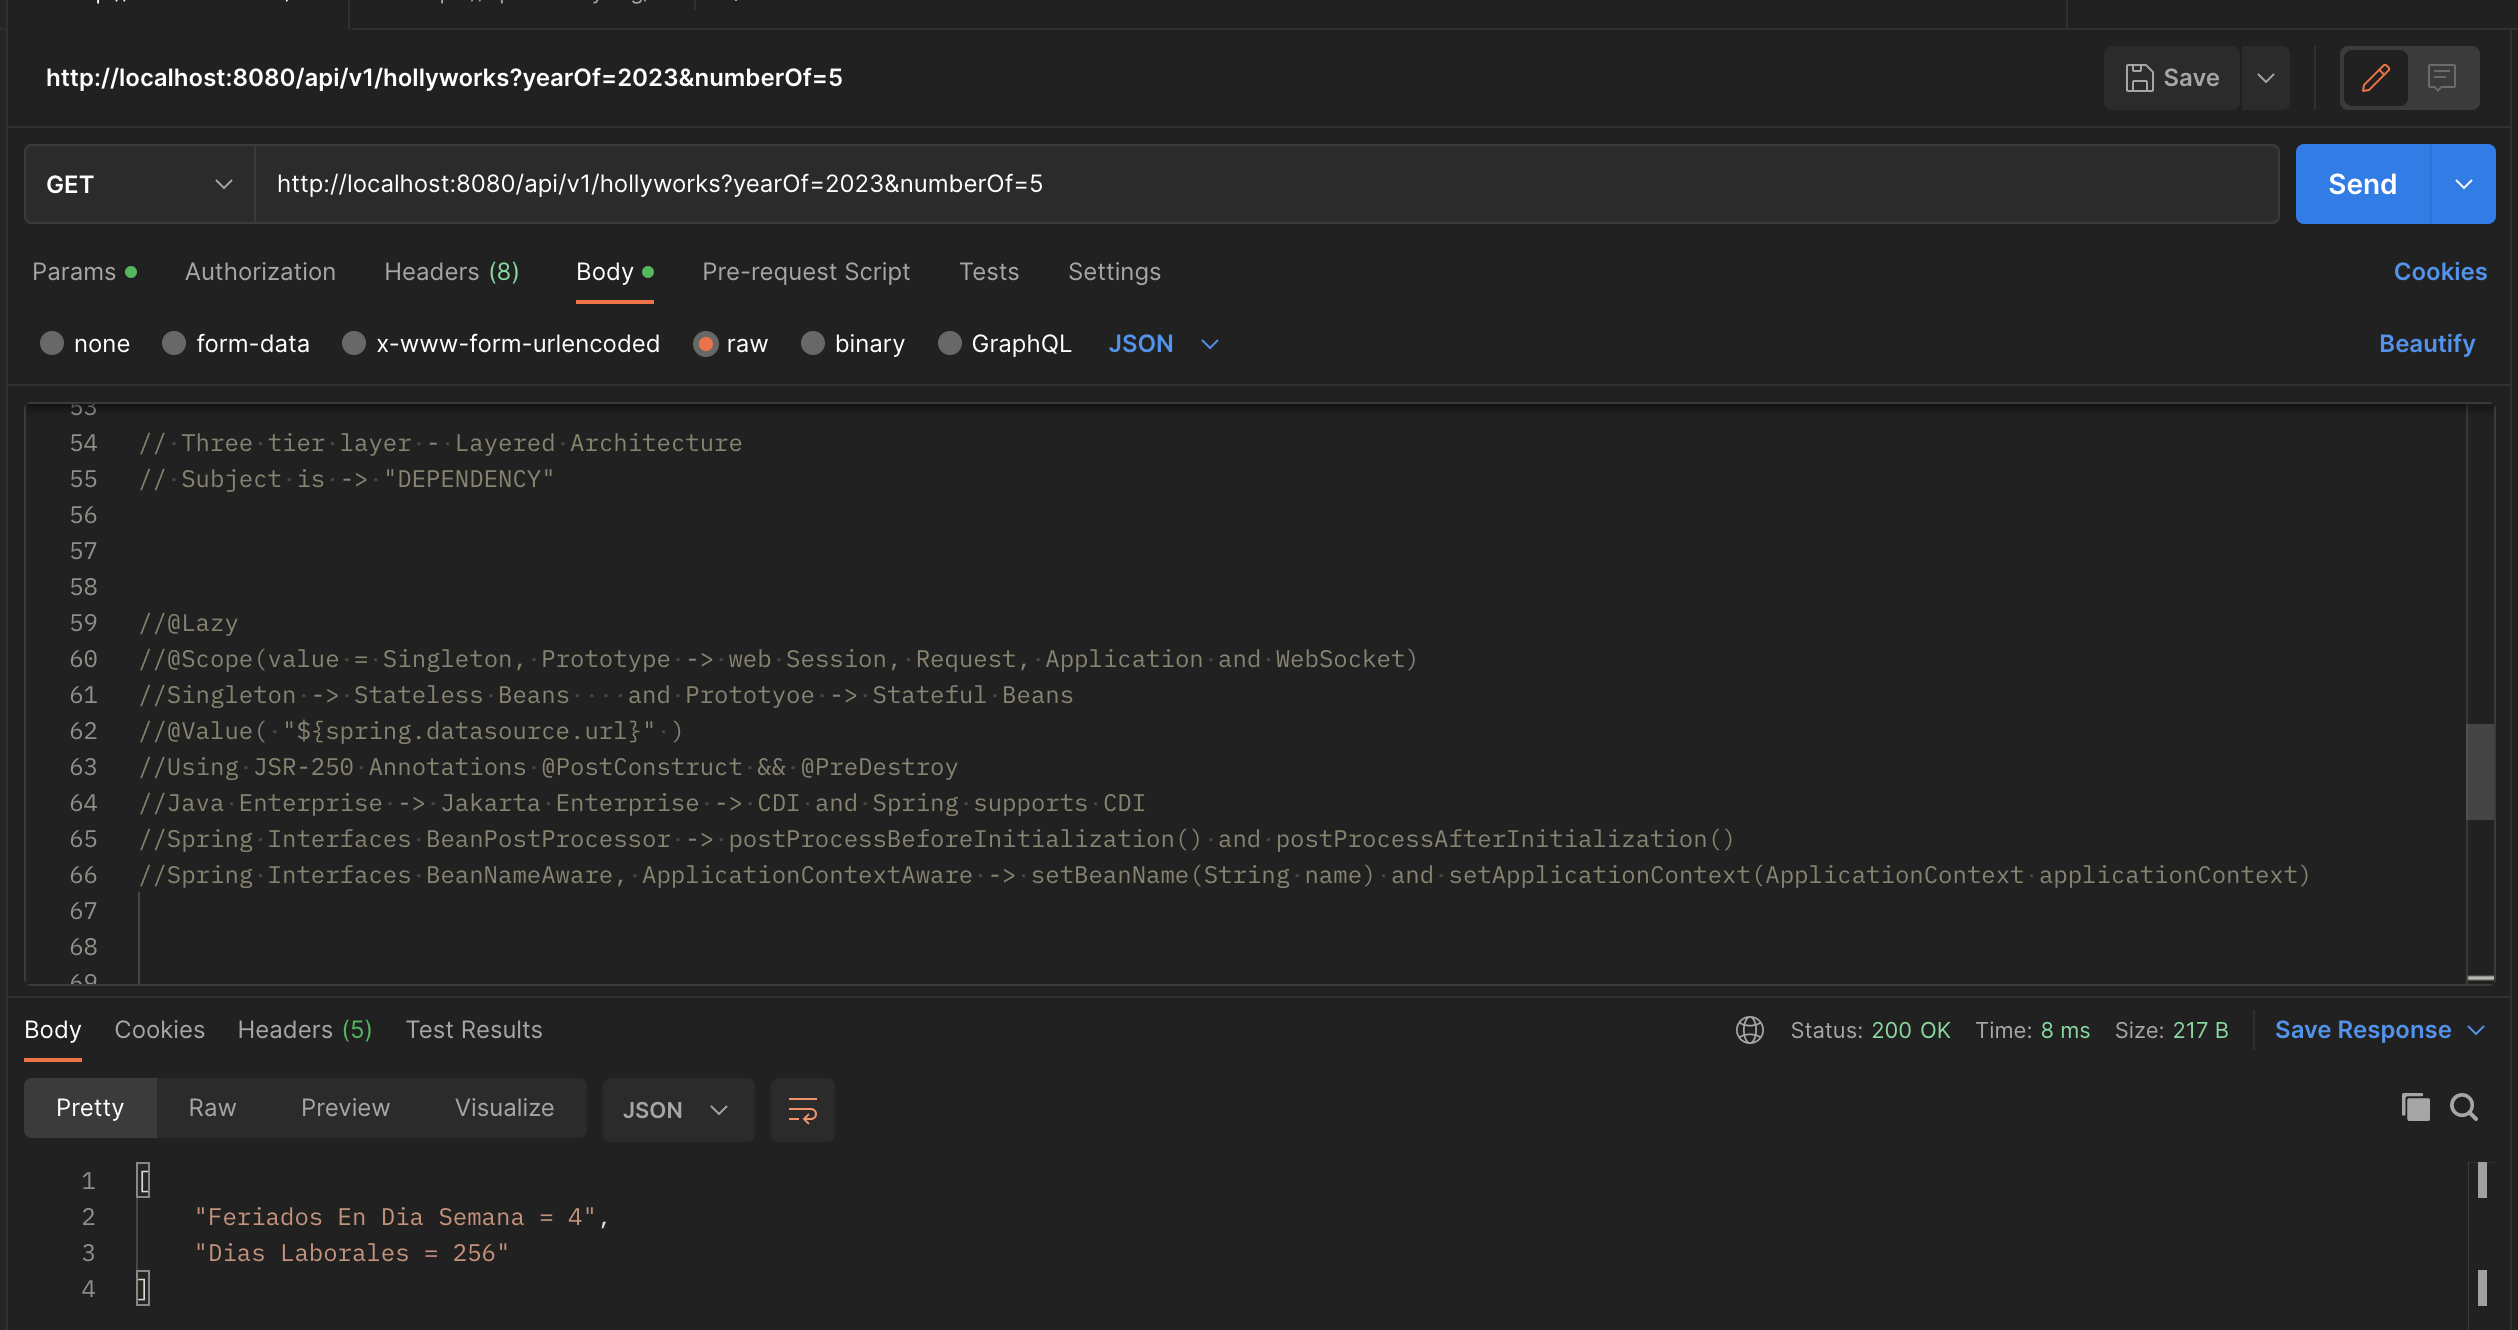 http://localhost:8080/api/v1/hollyworks?yearOf=2023&numberOf=5
Save
GET
http://localhost:8080/api/v1/hollyworks?yearOf=2023&numberOf=5
Send
Params Authorization Headers (8) Body Pre-request Script Tests Settings Cookies
none form-data x-www-form-urlencoded raw binary GraphQL JSON Beautify
53
54 // Three tier layer - Layered Architecture
55 // Subject is -> "DEPENDENCY"
56
57
58
59 //@Lazy
60 //@Scope(value = Singleton, Prototype -> web Session, Request, Application and WebSocket)
61 //Singleton -> Stateless Beans    and Prototyoe -> Stateful Beans
62 //@Value( "${spring.datasource.url}" )
63 //Using JSR-250 Annotations @PostConstruct && @PreDestroy
64 //Java Enterprise -> Jakarta Enterprise -> CDI and Spring supports CDI
65 //Spring Interfaces BeanPostProcessor -> postProcessBeforeInitialization() and postProcessAfterInitialization()
66 //Spring Interfaces BeanNameAware, ApplicationContextAware -> setBeanName(String name) and setApplicationContext(ApplicationContext applicationContext)
67
68
69
Body Cookies Headers (5) Test Results Status: 200 OK Time: 8 ms Size: 217 B Save Response
Pretty Raw Preview Visualize JSON
1 [
2 "Feriados En Dia Semana = 4",
3 "Dias Laborales = 256"
4 ]